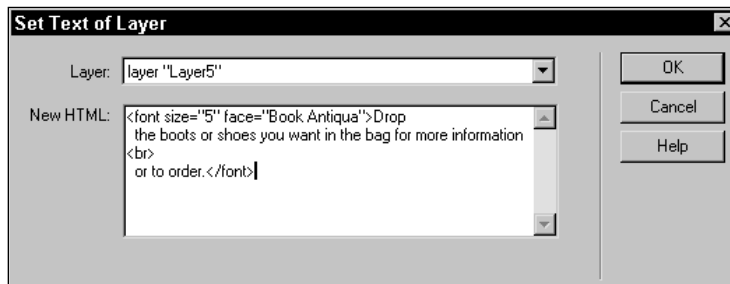 Set Text of Layer
Layer: layer "Layer5"
OK
New HTML: <font size="5" face="Book Antiqua">Drop
the boots or shoes you want in the bag for more information
<br>
or to order.</font>
Cancel
Help